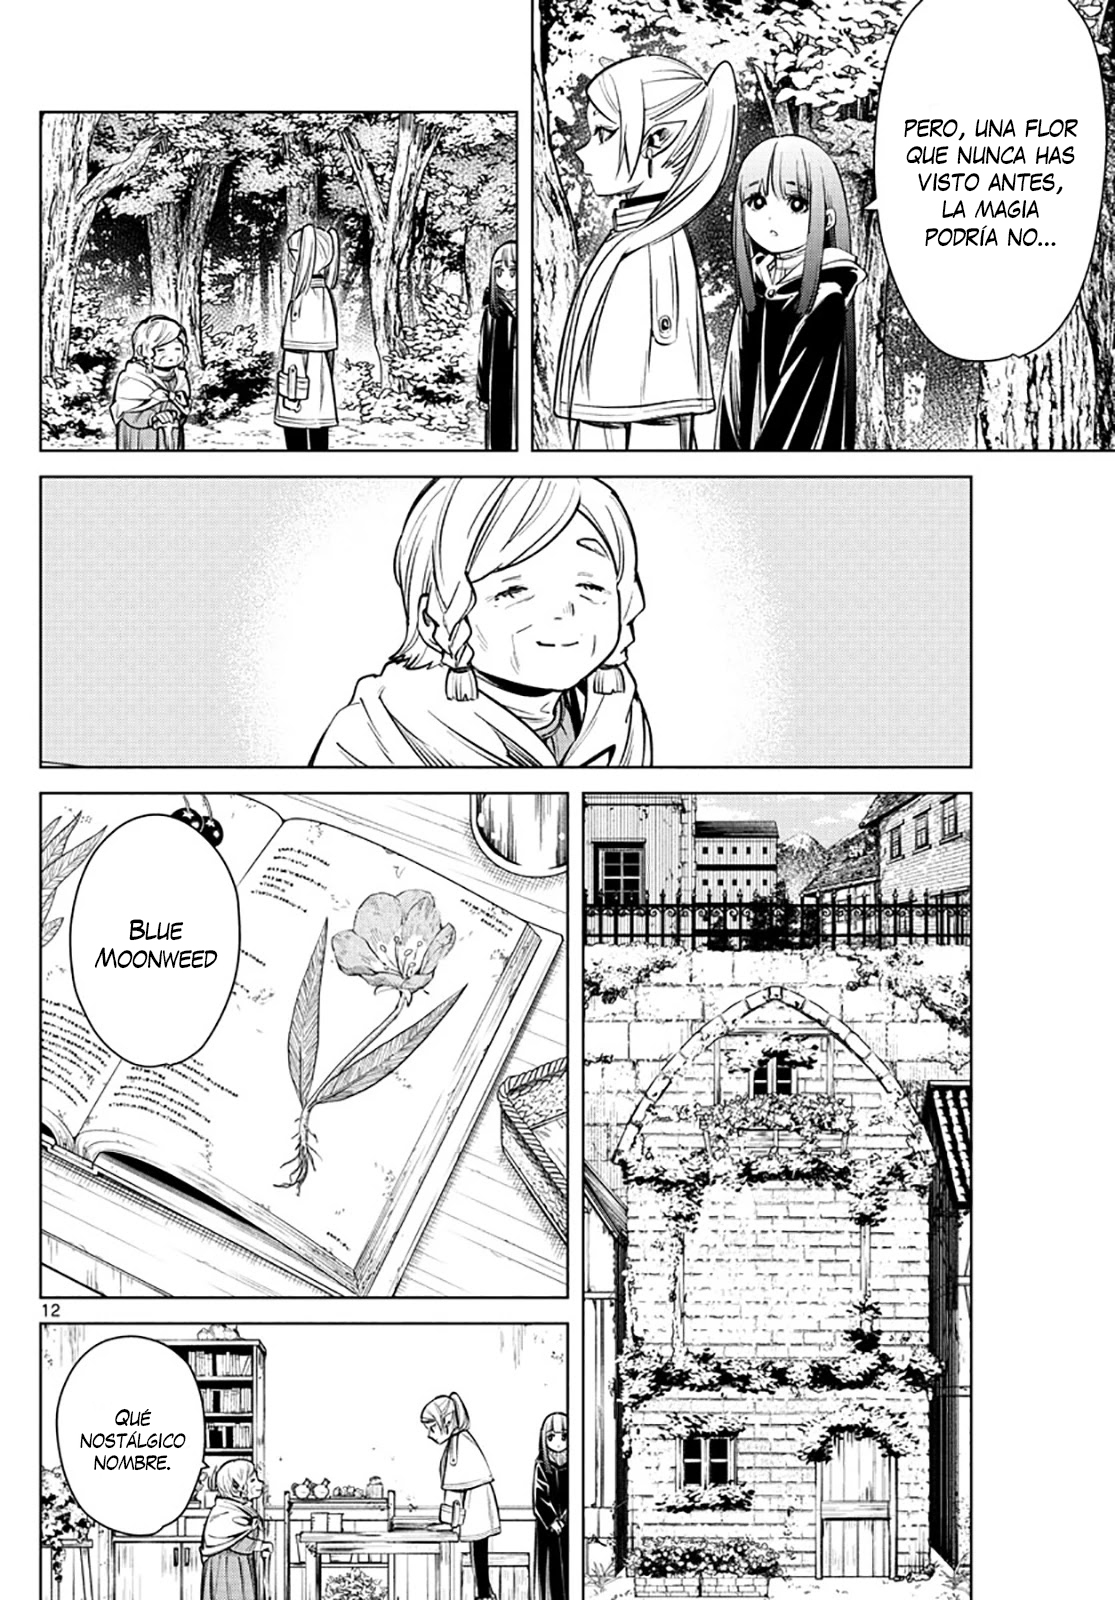 PERO, UNA FLOR
QUE NUNCA HAS
VISTO ANTES,
LA MAGIA
PODRÍA NO...
BLUE
MOONWEED
12
QUÉ
NOSTÁLGICO
NOMBRE.